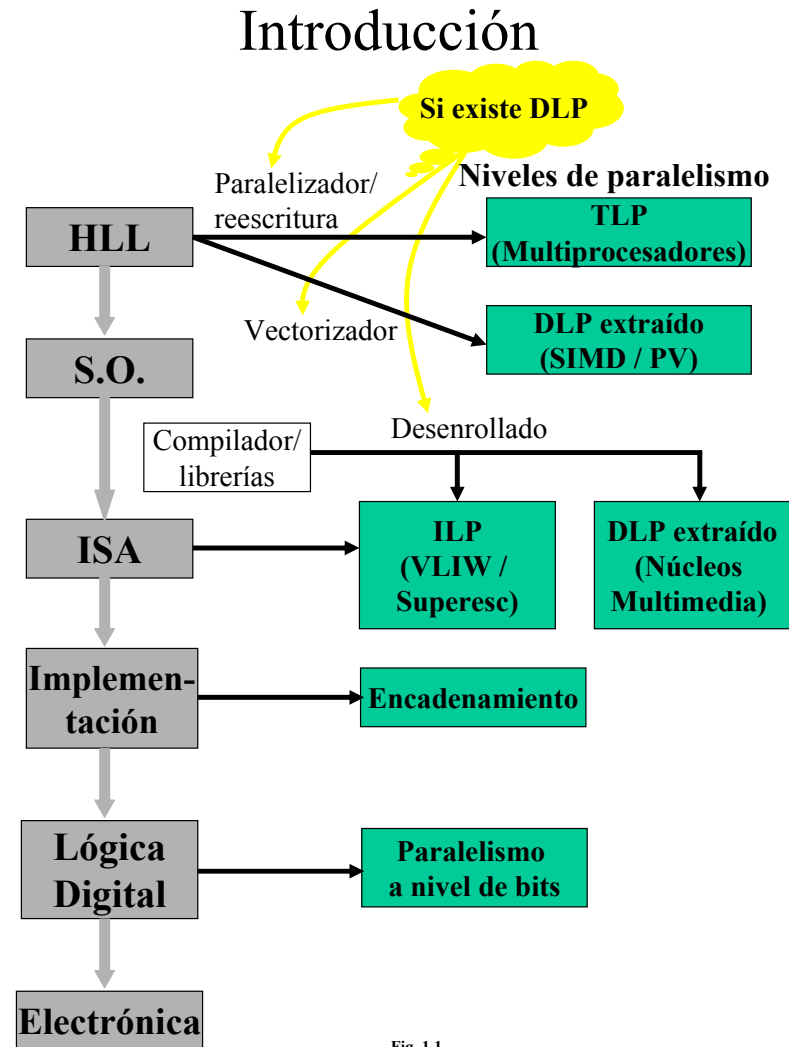 Introducción
Si existe DLP
Niveles de paralelismo
Paralelizador/
reescritura
HLL
TLP
(Multiprocesadores)
Vectorizador
DLP extraído
(SIMD / PV)
S.O.
Desenrollado
Compilador/
librerías
ISA
ILP
(VLIW /
Superesc)
DLP extraído
(Núcleos
Multimedia)
Implemen-
tación
Encadenamiento
Lógica
Digital
Paralelismo
a nivel de bits
Electrónica
Fig. 1.1